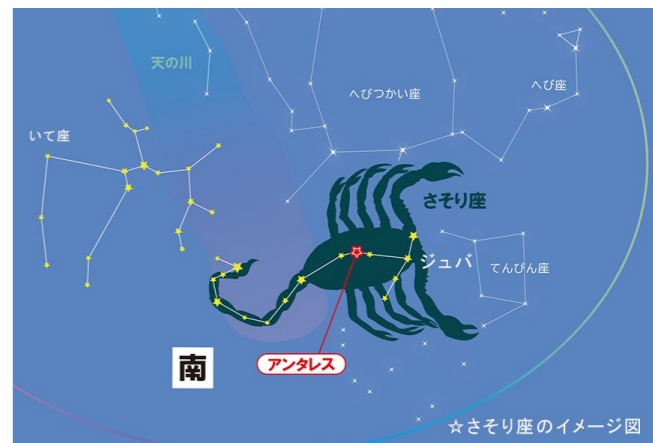 天の川
へびつかい座
へび座
いて座
さそり座
ジュバ
てんびん座
南
アンタレス
☆さそり座のイメージ図